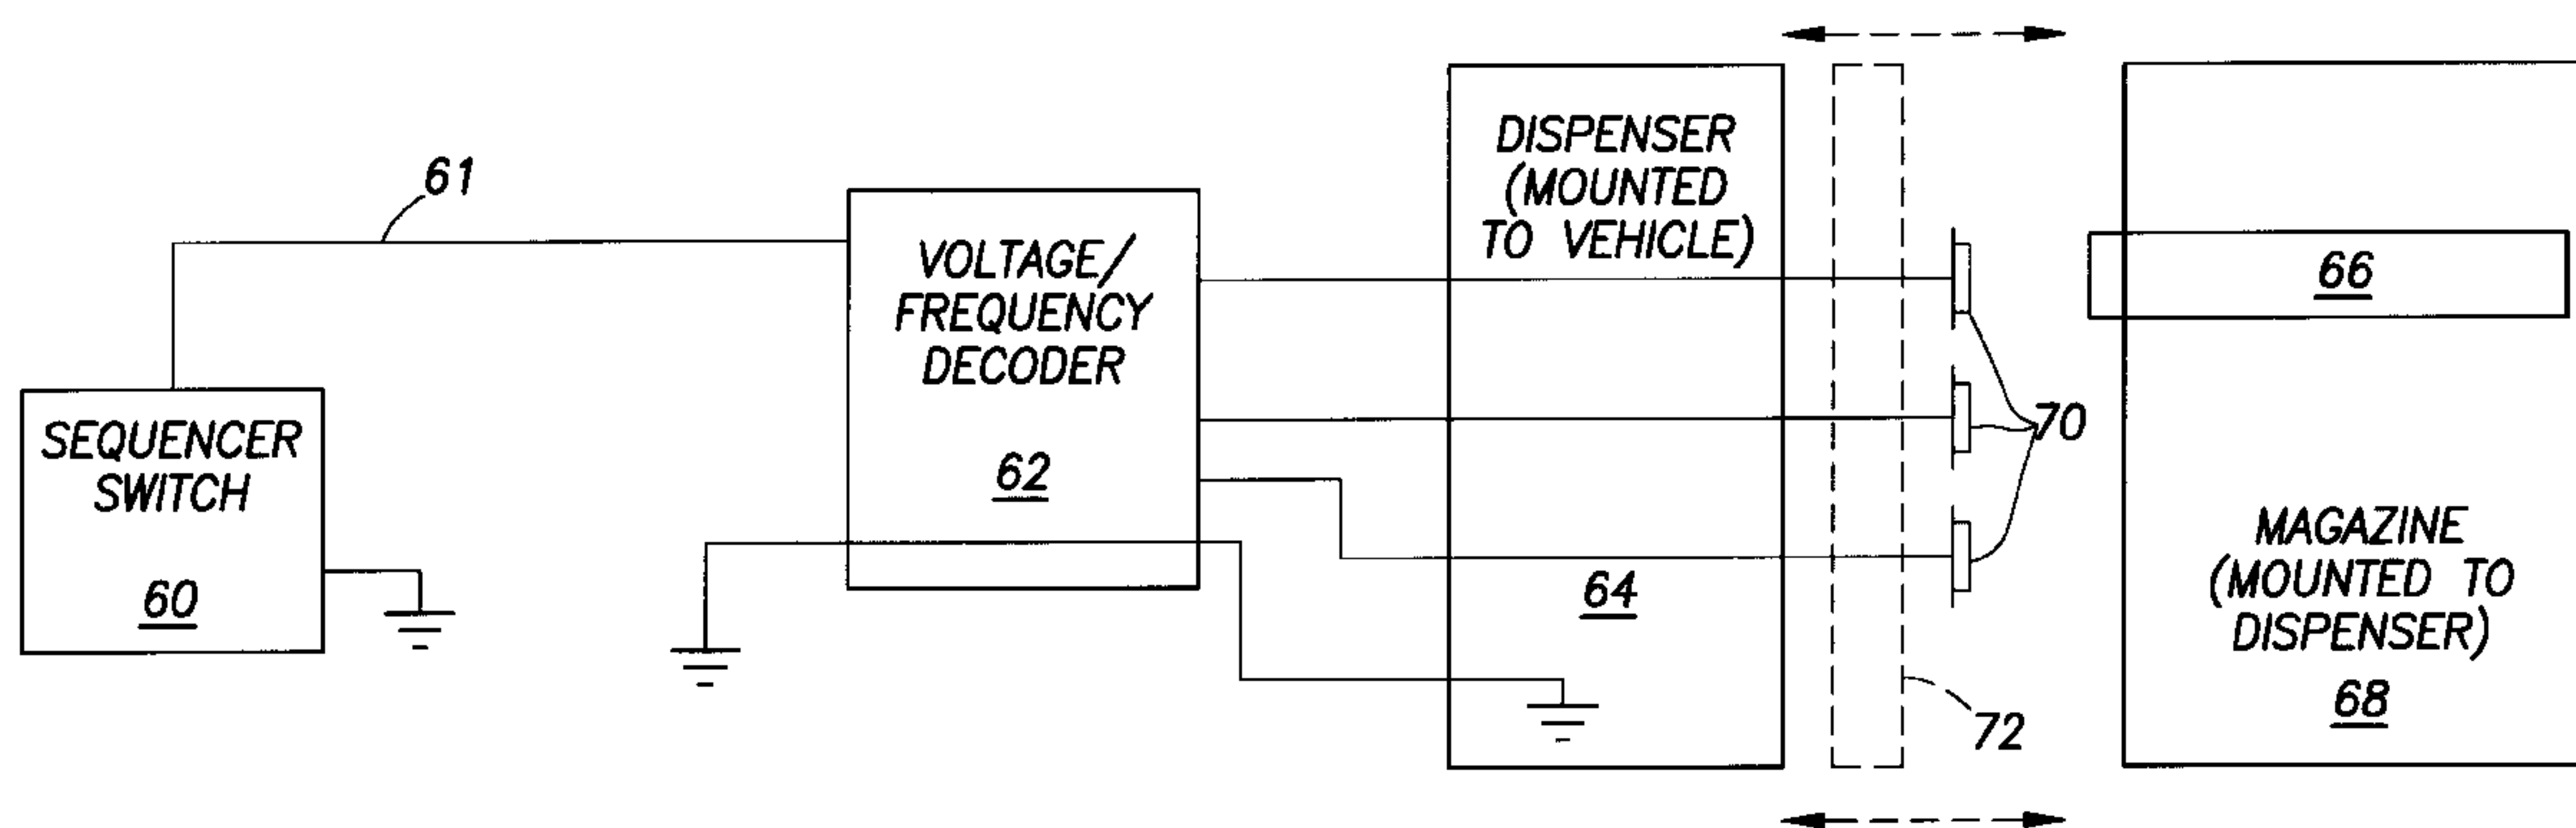 61
SEQUENCER
SWITCH
60
VOLTAGE/
FREQUENCY
DECODER
62
DISPENSER
(MOUNTED
TO VEHICLE)
64
70
72
66
MAGAZINE
(MOUNTED TO
DISPENSER)
68